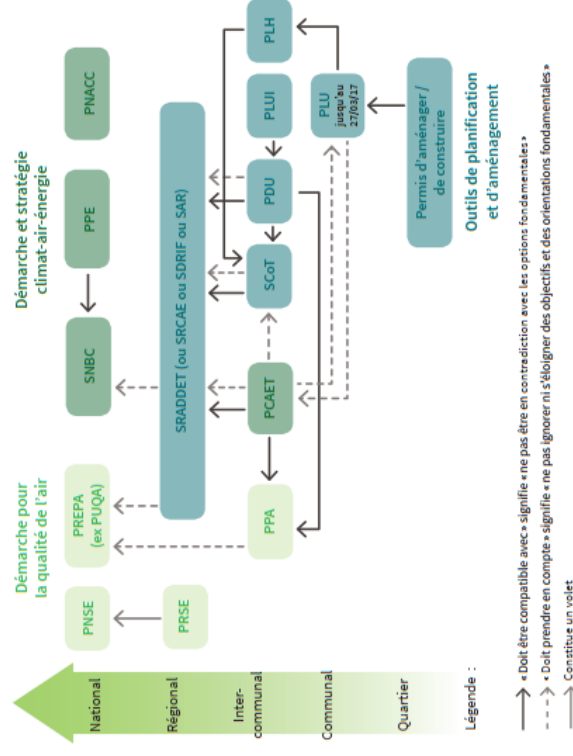 Démarche pour
la qualité de l'air
Démarche et stratégie
climat-air-énergie
National
PNSE
PREPA
(ex PUQA)
SNBC
PPE
PNACC
Régional
PRSE
SRADDET (ou SRCAE ou SDRIF ou SAR)
Inter-
communal
PPA
PCAET
SCoT
PDU
PLUI
PLH
Communal
PLU
jusqu'au
27/03/17
Quartier
Permis d'aménager /
de construire
Outils de planification
et d'aménagement
Légende :
« Doit être compatible avec » signifie « ne pas être en contradiction avec les options fondamentales »
« Doit prendre en compte » signifie « ne pas ignorer ni s'éloigner des objectifs et des orientations fondamentales »
Constitue un volet